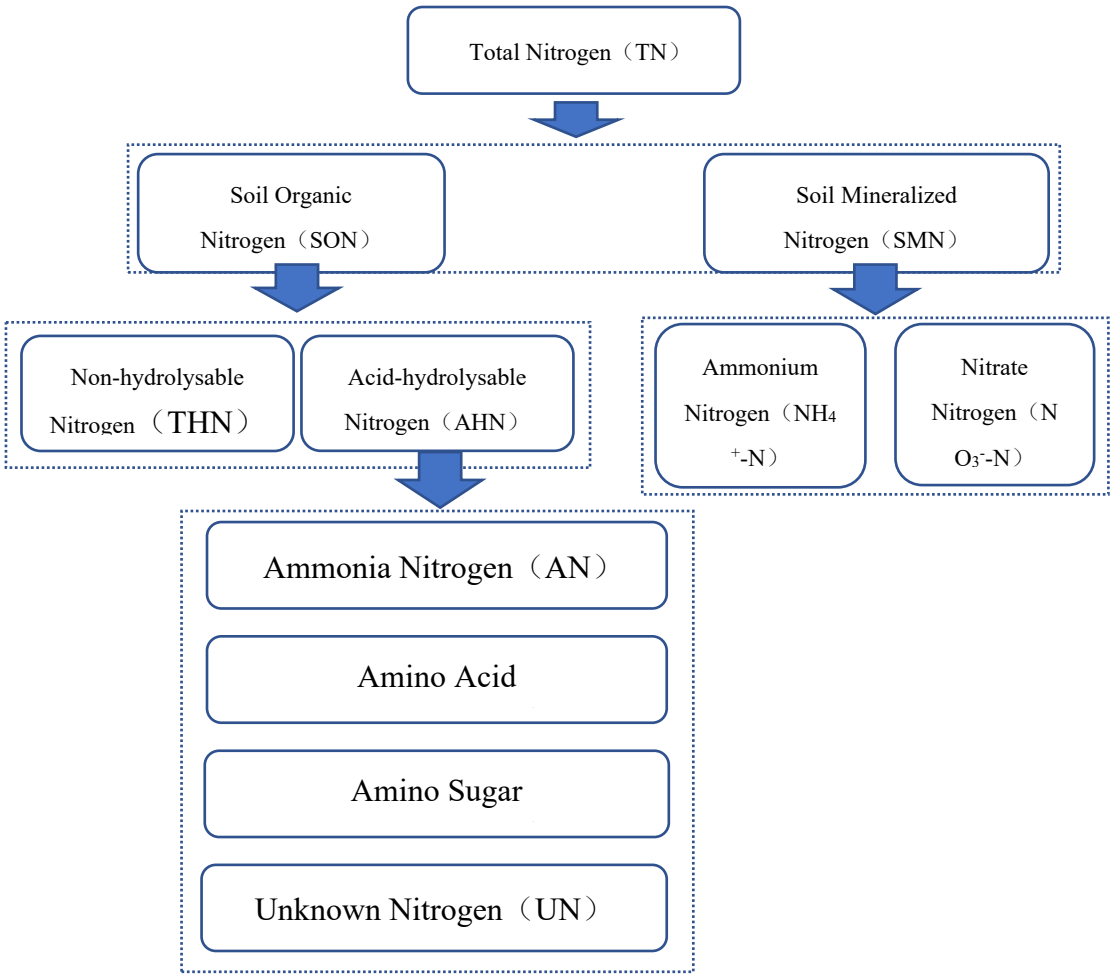 Total Nitrogen（TN）
Soil Organic
Nitrogen（SON）
Soil Mineralized
Nitrogen（SMN）
Non-hydrolysable
Nitrogen（THN）
Acid-hydrolysable
Nitrogen（AHN）
Ammonium
Nitrogen（NH₄
⁺-N）
Nitrate
Nitrogen（N
O₃⁻-N）
Ammonia Nitrogen（AN）
Amino Acid
Amino Sugar
Unknown Nitrogen（UN）